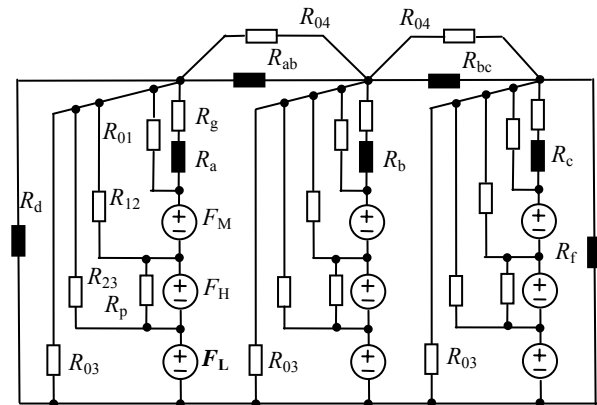 R04 R04
Rab Rbc
Rg
R01
Ra Rb Rc
Rd
R12
FM
Rf
R23
Rp FH
R03 FL R03 R03